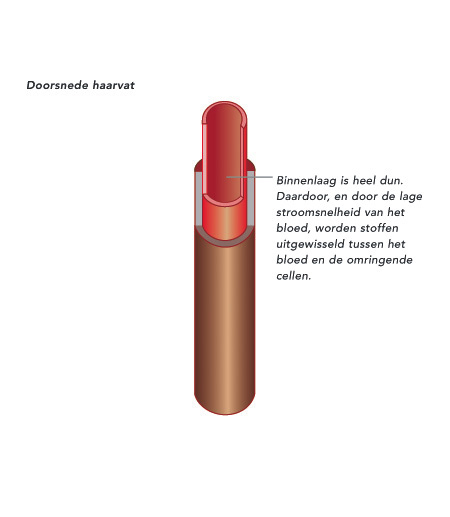 Doorsnede haarvat
Binnenlaag is heel dun.
Daardoor, en door de lage
stroomsnelheid van het
bloed, worden stoffen
uitgewisseld tussen het
bloed en de omringende
cellen.